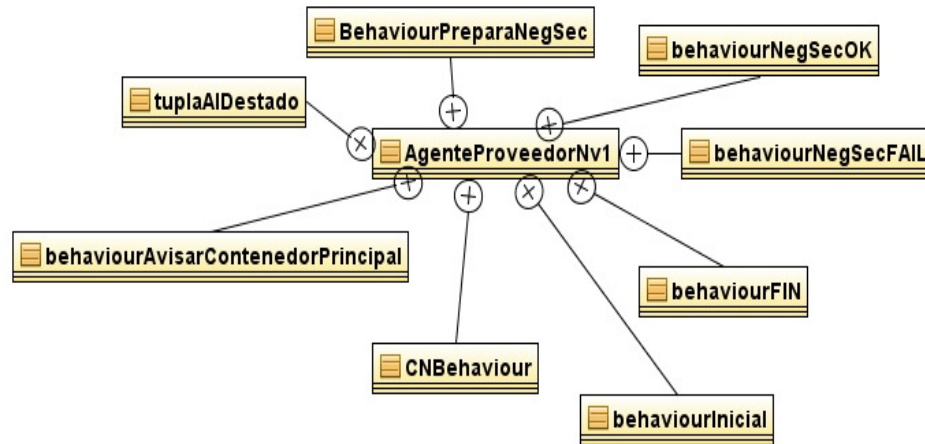 BehaviourPreparaNegSec
behaviourNegSecOK
tuplaAIDestado
AgenteProveedorNv1
behaviourNegSecFAIL
behaviourAvisarContenedorPrincipal
behaviourFIN
CNBehaviour
behaviourInicial